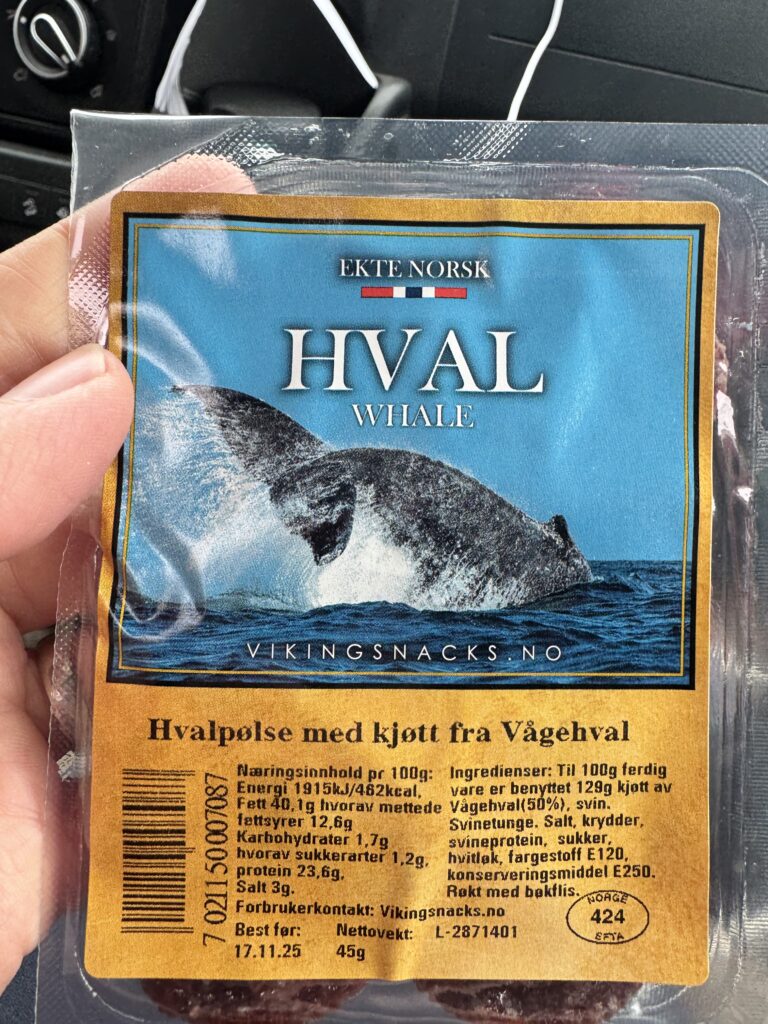 EKTE NORSK
HVAL
WHALE
VIKINGSNACKS.NO
Hvalpølse med kjøtt fra Vågehval
7 021150 007087
Næringsinnhold pr 100g:
Energi 1915kJ/462kcal,
Fett 40,1g hvorav mettede
fettsyrer 12,6g
Karbohydrater 1,7g
hvorav sukkerarter 1,2g,
protein 23,6g,
Salt 3g.
Ingredienser: Til 100g ferdig
vare er benyttet 129g kjøtt av
Vågehval(50%), svin.
Svinetunge. Salt, krydder,
svineprotein, sukker,
hvitløk, fargestoff E120,
konserveringsmiddel E250.
Røkt med bøkflis.
Forbrukerkontakt: Vikingsnacks.no
Best før: Nettovekt: L-2871401
17.11.25 45g
NORGE
424
EFTA